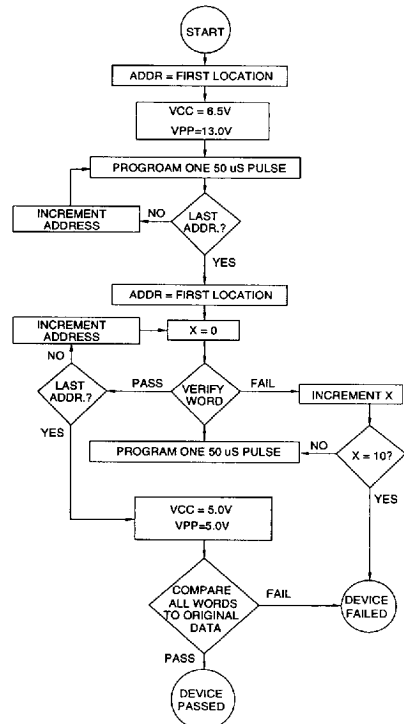 START
ADDR = FIRST LOCATION
VCC = 6.5V
VPP=13.0V
PROGROAM ONE 50 uS PULSE
INCREMENT
ADDRESS
NO
LAST
ADDR.?
YES
ADDR = FIRST LOCATION
INCREMENT
ADDRESS
X = 0
NO
LAST
ADDR.?
PASS
VERIFY
WORD
FAIL
INCREMENT X
YES
PROGRAM ONE 50 uS PULSE
NO
X = 10?
YES
VCC = 5.0V
VPP=5.0V
COMPARE
ALL WORDS
TO ORIGINAL
DATA
FAIL
DEVICE
FAILED
PASS
DEVICE
PASSED